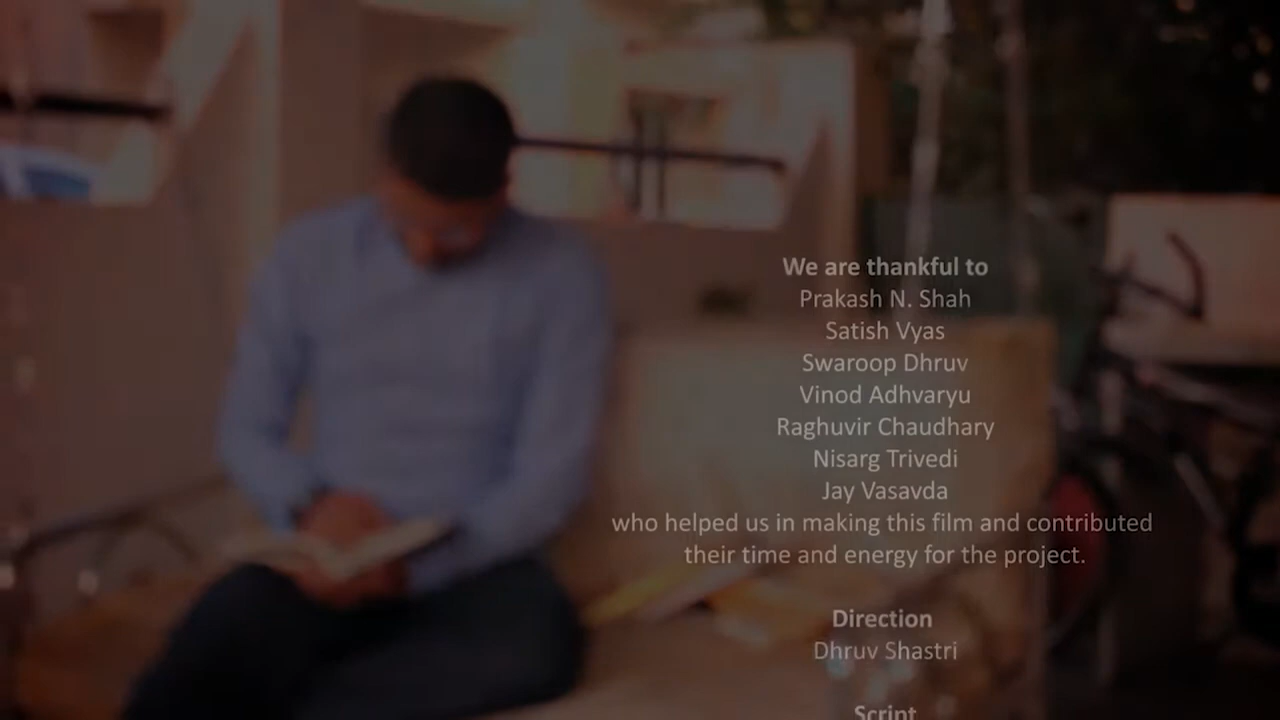 We are thankful to
Prakash N. Shah
Satish Vyas
Swaroop Dhruv
Vinod Adhvaryu
Raghuvir Chaudhary
Nisarg Trivedi
Jay Vasavda
who helped us in making this film and contributed
their time and energy for the project.
Direction
Dhruv Shastri
Script